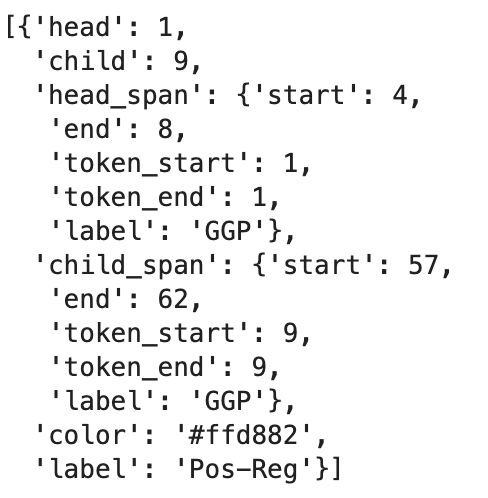 [{'head': 1,
  'child': 9,
  'head_span': {'start': 4,
   'end': 8,
   'token_start': 1,
   'token_end': 1,
   'label': 'GGP'},
  'child_span': {'start': 57,
   'end': 62,
   'token_start': 9,
   'token_end': 9,
   'label': 'GGP'},
  'color': '#ffd882',
  'label': 'Pos-Reg'}]